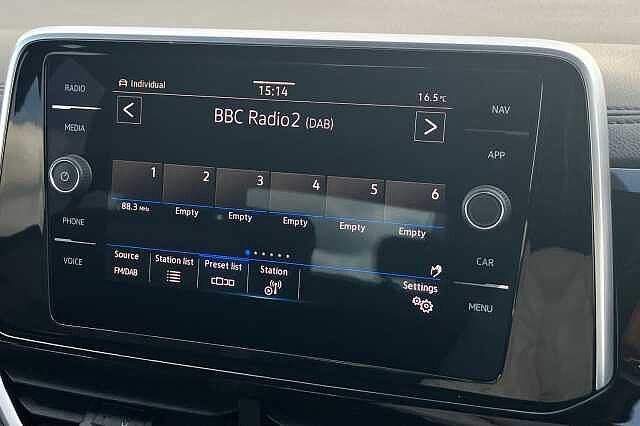 RADIO
MEDIA
PHONE
VOICE
Individual
15:14
16.5°C
BBC Radio2 (DAB)
1 2 3 4 5 6
88.3 MHz Empty Empty Empty Empty Empty
Source
FM/DAB
Station list
Preset list
Station
Settings
NAV
APP
CAR
MENU